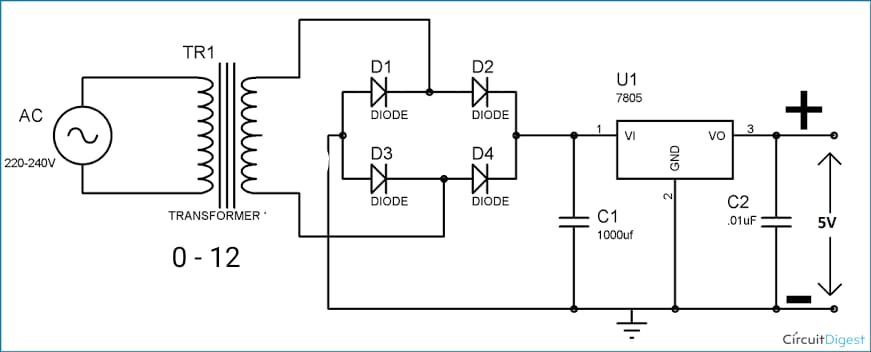 TR1
AC
220-240V
TRANSFORMER
0 - 12
D1
DIODE
D2
DIODE
D3
DIODE
D4
DIODE
C1
1000uf
U1
7805
1
VI
VO
3
GND
2
C2
.01uF
+
5V
-
CircuitDigest